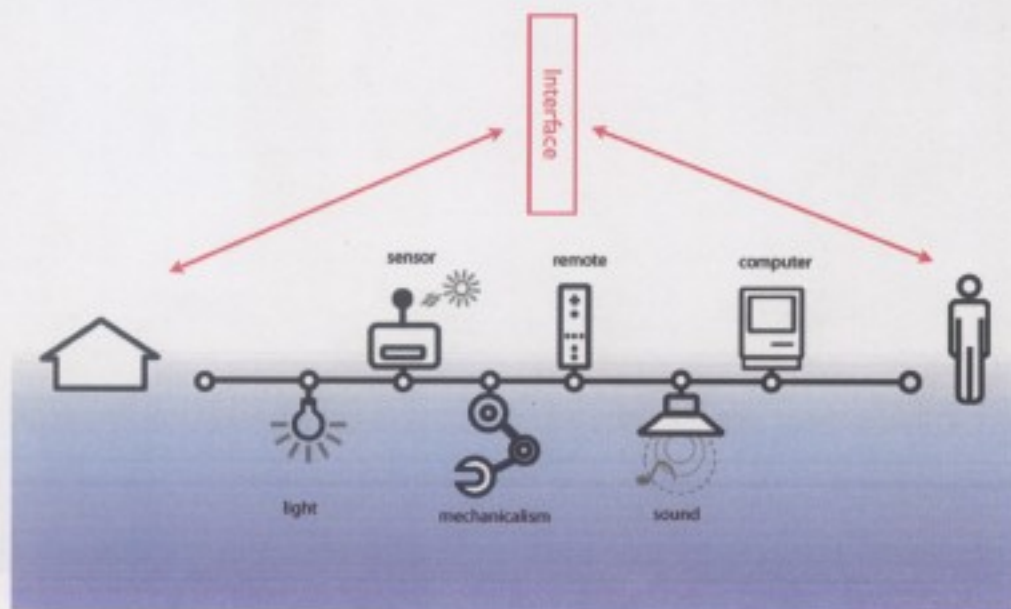 Interface
sensor
remote
computer
light
mechanicalism
sound